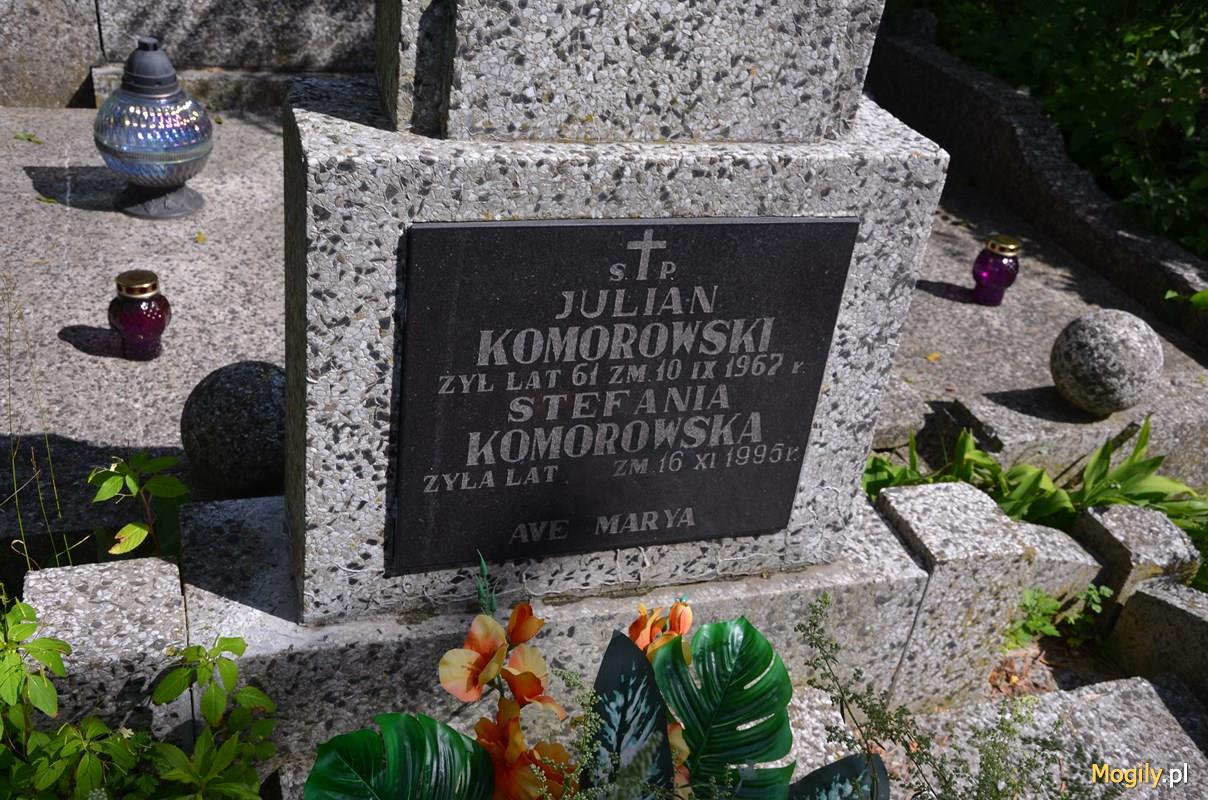 S. P.
JULIAN
KOMOROWSKI
ŻYŁ LAT 61 ZM. 10 IX 1967 r.
STEFANIA
KOMOROWSKA
ŻYŁA LAT ZM. 16 XI 1995 r.
AVE MARYA
Mogily.pl